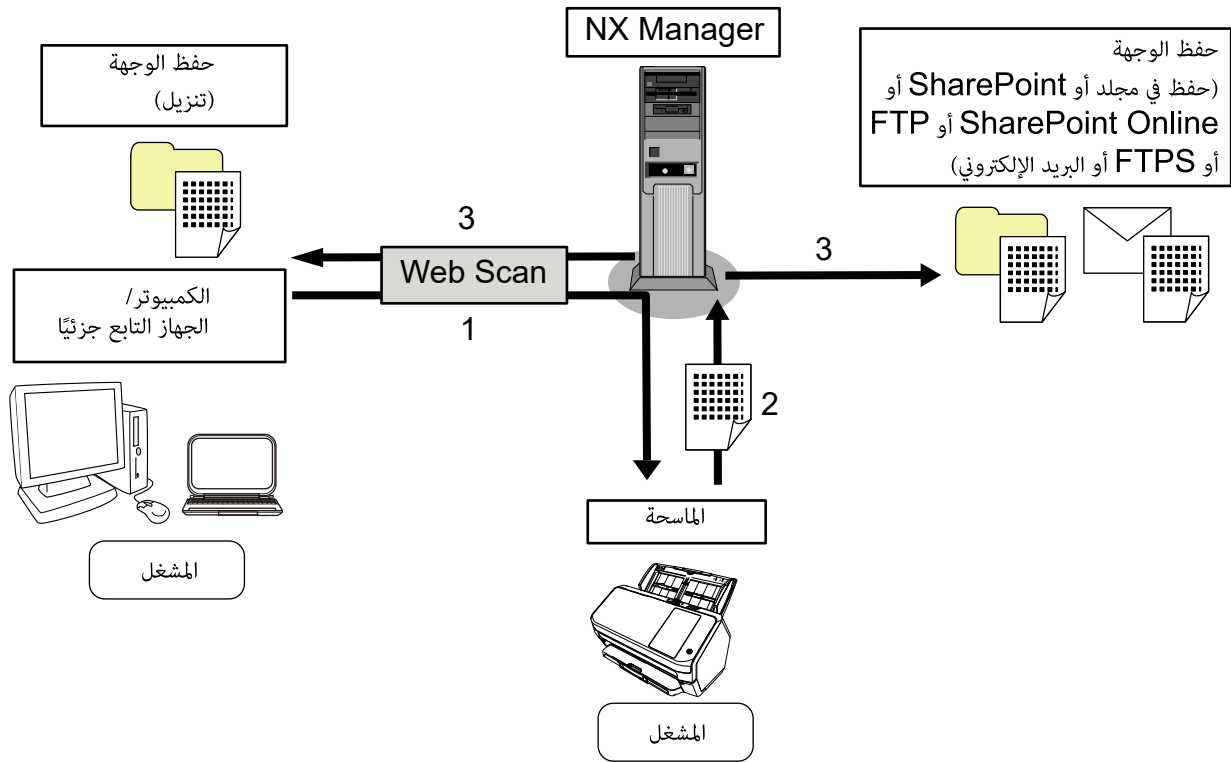 NX Manager
حفظ الوجهة
(تنزيل)
حفظ الوجهة
(حفظ في مجلد أو SharePoint أو
SharePoint Online أو FTP
أو FTPS أو البريد الإلكتروني)
3
Web Scan
1
3
الكمبيوتر/
الجهاز التابع جزئيًا
2
الماسحة
المشغل
المشغل